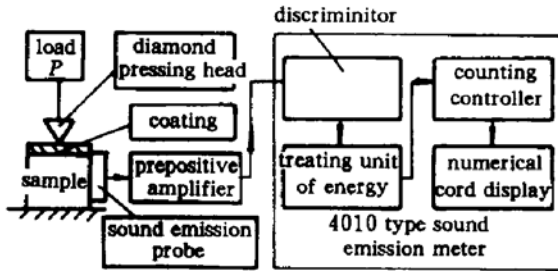 discriminitor
load
P
diamond
pressing head
coating
sample
prepositive
amplifier
sound emission
probe
treating unit
of energy
counting
controller
numerical
cord display
4010 type sound
emission meter